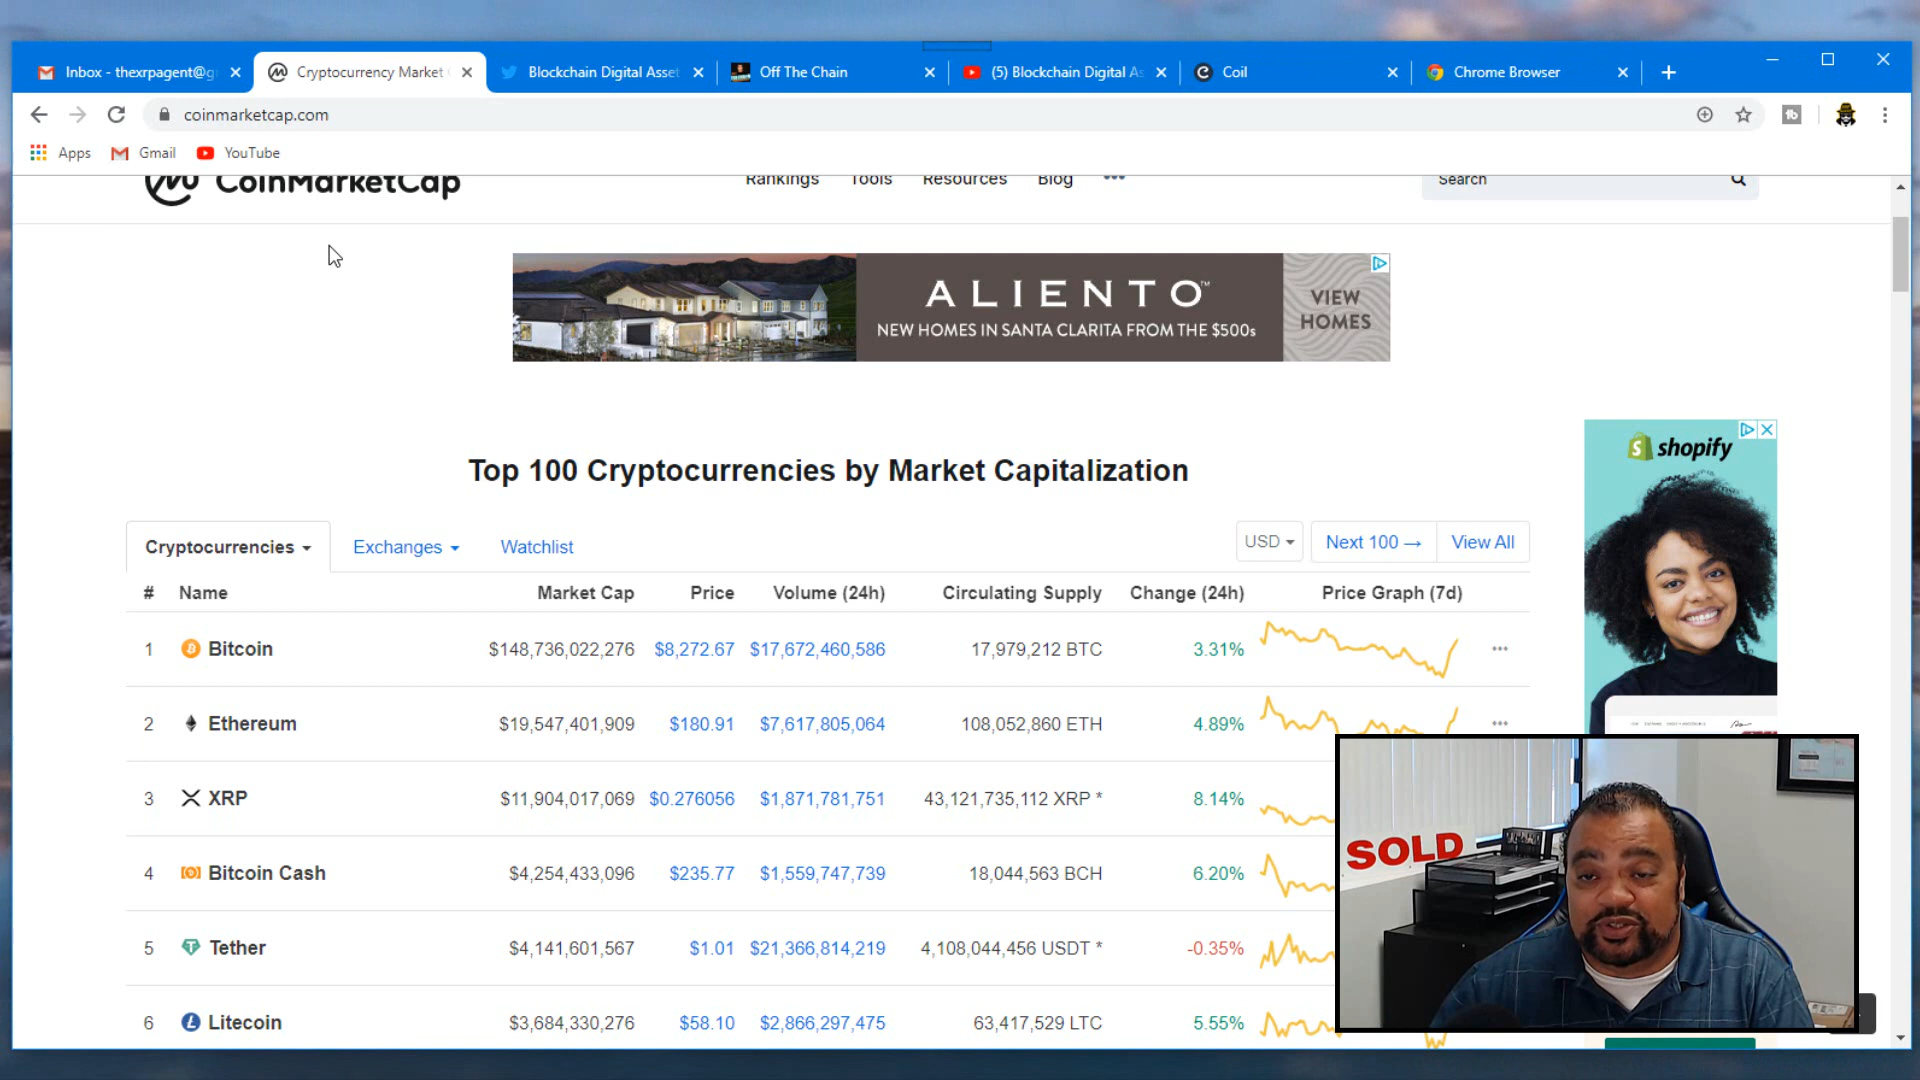 Inbox - thexrpagent@g
Cryptocurrency Market
Blockchain Digital Asset
Off The Chain
(5) Blockchain Digital As
Coil
Chrome Browser
coinmarketcap.com
Apps
Gmail
YouTube
CoinMarketCap
Rankings
Tools
Resources
Blog
Search
ALIENTO™
NEW HOMES IN SANTA CLARITA FROM THE $500s
VIEW
HOMES
shopify
Top 100 Cryptocurrencies by Market Capitalization
Cryptocurrencies
Exchanges
Watchlist
USD
Next 100 →
View All
# Name Market Cap Price Volume (24h) Circulating Supply Change (24h) Price Graph (7d)
1 Bitcoin $148,736,022,276 $8,272.67 $17,672,460,586 17,979,212 BTC 3.31%
2 Ethereum $19,547,401,909 $180.91 $7,617,805,064 108,052,860 ETH 4.89%
3 XRP $11,904,017,069 $0.276056 $1,871,781,751 43,121,735,112 XRP * 8.14%
4 Bitcoin Cash $4,254,433,096 $235.77 $1,559,747,739 18,044,563 BCH 6.20%
5 Tether $4,141,601,567 $1.01 $21,366,814,219 4,108,044,456 USDT * -0.35%
6 Litecoin $3,684,330,276 $58.10 $2,866,297,475 63,417,529 LTC 5.55%
SOLD